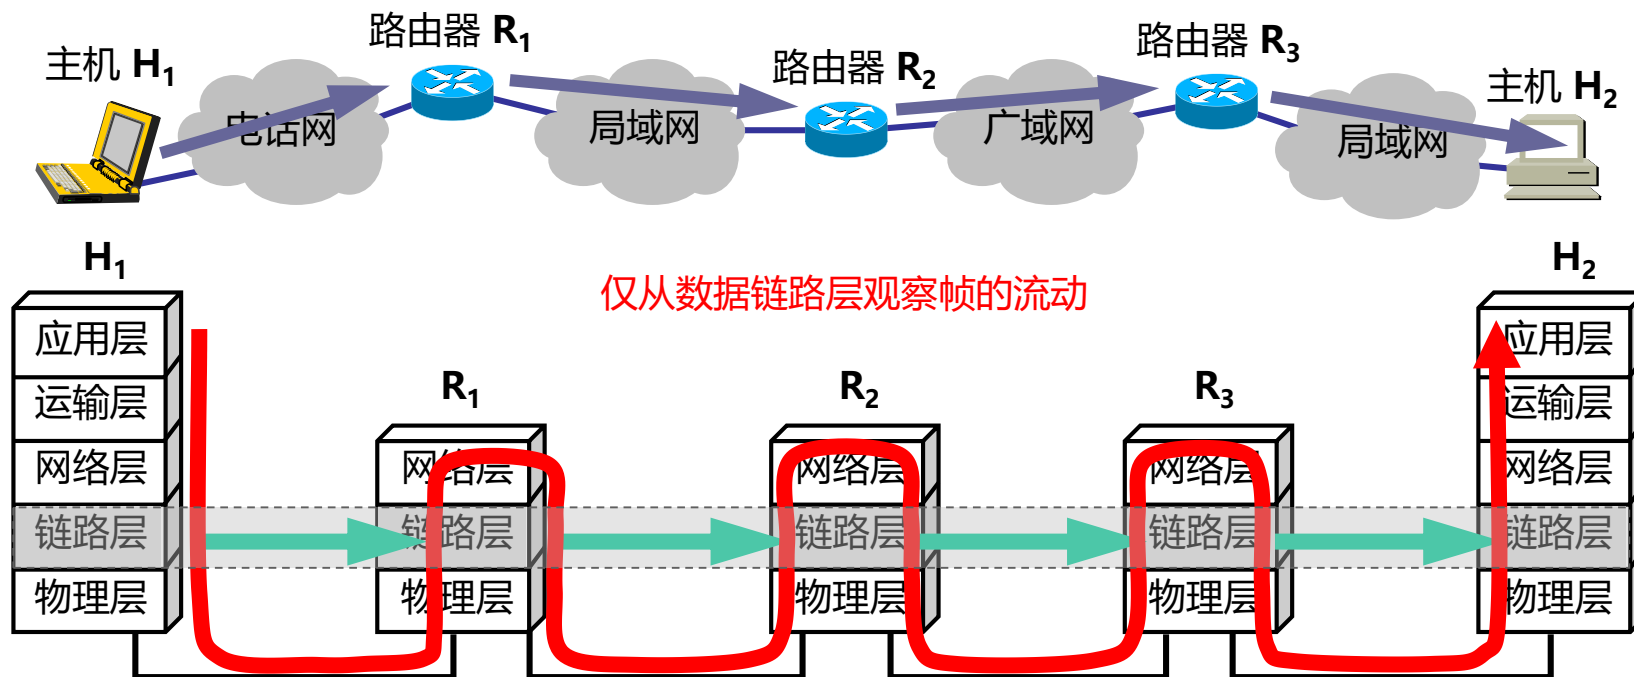 主机 H₁
路由器 R₁
路由器 R₂
路由器 R₃
主机 H₂
电话网
局域网
广域网
局域网
H₁
仅从数据链路层观察帧的流动
H₂
应用层
运输层
网络层
链路层
物理层
R₁
网络层
链路层
物理层
R₂
网络层
链路层
物理层
R₃
网络层
链路层
物理层
应用层
运输层
网络层
链路层
物理层